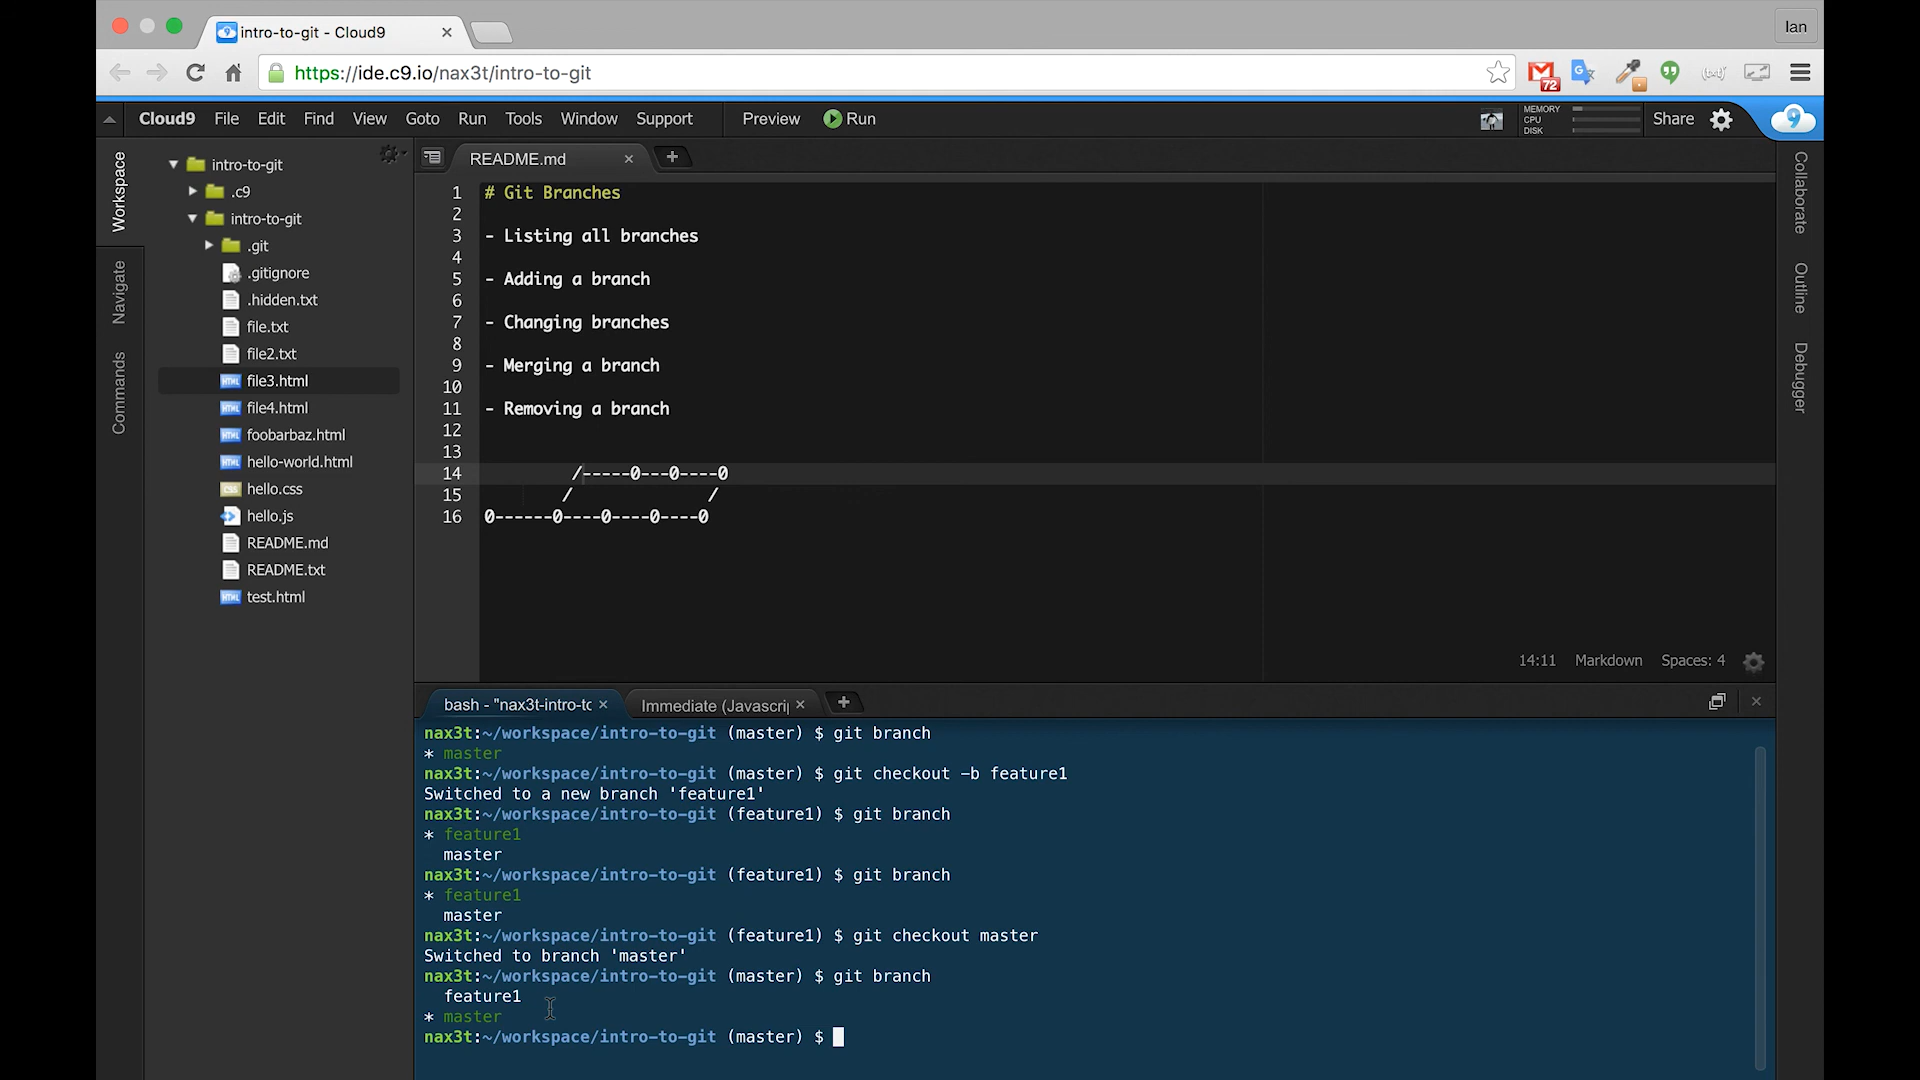 intro-to-git - Cloud9
Ian
https://ide.c9.io/nax3t/intro-to-git
72
Cloud9 File Edit Find View Goto Run Tools Window Support Preview Run
MEMORY
CPU
DISK
Share
Workspace
Navigate
Commands
intro-to-git
.c9
intro-to-git
.git
.gitignore
.hidden.txt
file.txt
file2.txt
file3.html
file4.html
foobarbaz.html
hello-world.html
hello.css
hello.js
README.md
README.txt
test.html
README.md
1 # Git Branches
2
3 - Listing all branches
4
5 - Adding a branch
6
7 - Changing branches
8
9 - Merging a branch
10
11 - Removing a branch
12
13
14 /-----0---0----0
15 / /
16 0------0----0----0----0
14:11 Markdown Spaces: 4
Collaborate
Outline
Debugger
bash - "nax3t-intro-to
Immediate (Javascrip
nax3t:~/workspace/intro-to-git (master) $ git branch
* master
nax3t:~/workspace/intro-to-git (master) $ git checkout -b feature1
Switched to a new branch 'feature1'
nax3t:~/workspace/intro-to-git (feature1) $ git branch
* feature1
master
nax3t:~/workspace/intro-to-git (feature1) $ git branch
* feature1
master
nax3t:~/workspace/intro-to-git (feature1) $ git checkout master
Switched to branch 'master'
nax3t:~/workspace/intro-to-git (master) $ git branch
feature1
* master
nax3t:~/workspace/intro-to-git (master) $